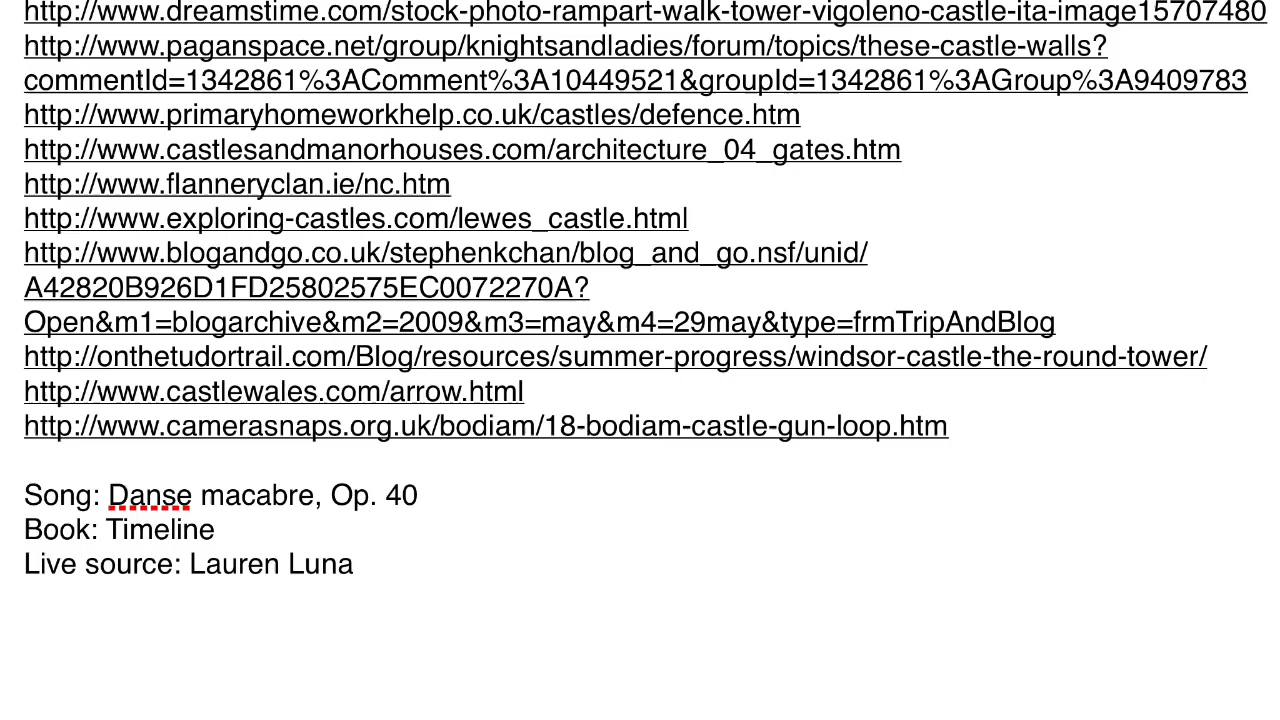 http://www.dreamstime.com/stock-photo-rampart-walk-tower-vigoleno-castle-ita-image15707480
http://www.paganspace.net/group/knightsandladies/forum/topics/these-castle-walls?
commentId=1342861%3AComment%3A10449521&groupId=1342861%3AGroup%3A9409783
http://www.primaryhomeworkhelp.co.uk/castles/defence.htm
http://www.castlesandmanorhouses.com/architecture_04_gates.htm
http://www.flanneryclan.ie/nc.htm
http://www.exploring-castles.com/lewes_castle.html
http://www.blogandgo.co.uk/stephenkchan/blog_and_go.nsf/unid/
A42820B926D1FD25802575EC0072270A?
Open&m1=blogarchive&m2=2009&m3=may&m4=29may&type=frmTripAndBlog
http://onthetudortrail.com/Blog/resources/summer-progress/windsor-castle-the-round-tower/
http://www.castlewales.com/arrow.html
http://www.camerasnaps.org.uk/bodiam/18-bodiam-castle-gun-loop.htm
Song: Danse macabre, Op. 40
Book: Timeline
Live source: Lauren Luna